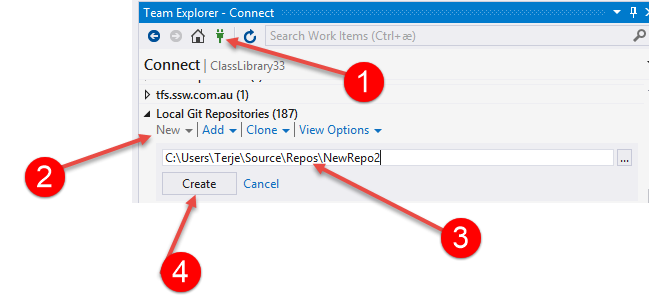 Team Explorer - Connect
Search Work Items (Ctrl+æ)
1
Connect | ClassLibrary33
tfs.ssw.com.au (1)
Local Git Repositories (187)
New | Add | Clone | View Options
2
C:\Users\Terje\Source\Repos\NewRepo2 ...
Create Cancel
3
4